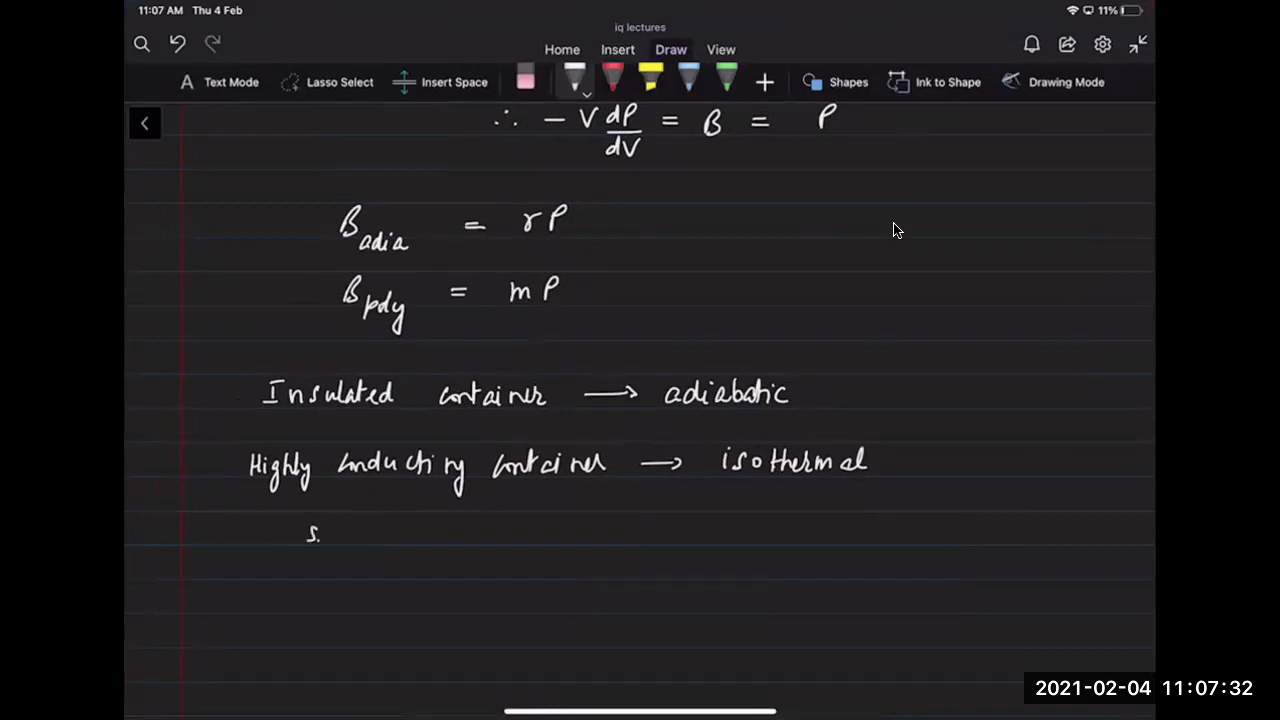 11:07 AM Thu 4 Feb 11%
iq lectures
Home Insert Draw View
Text Mode Lasso Select Insert Space Shapes Ink to Shape Drawing Mode
∴ - V dP/dV = B = P
B adia = γP
B poly = mP
Insulated container → adiabatic
Highly conducting container → isothermal
s.
2021-02-04 11:07:32